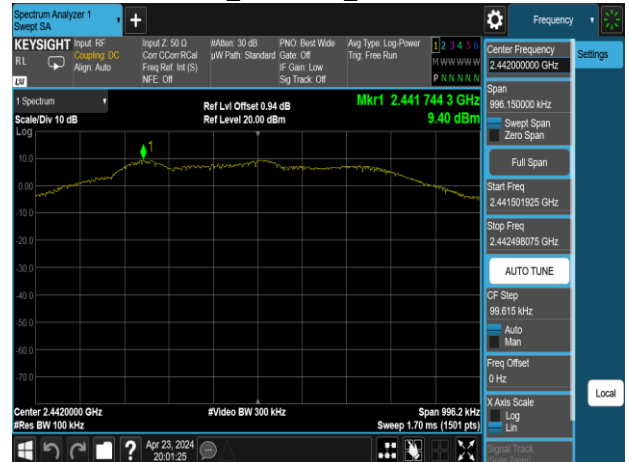 Spectrum Analyzer 1
Swept SA
Frequency
KEYSIGHT
RL
LXI
Input: RF
Coupling: DC
Align: Auto
Input Z: 50 Ω
Corr CCorr RCal
Freq Ref: Int (S)
NFE: Off
#Atten: 30 dB
µW Path: Standard
PNO: Best Wide
Gate: Off
IF Gain: Low
Sig Track: Off
Avg Type: Log-Power
Trig: Free Run
1 2 3 4 5 6
M W W W W W
P N N N N N
1 Spectrum
Scale/Div 10 dB
Log
Ref Lvl Offset 0.94 dB
Ref Level 20.00 dBm
Mkr1 2.441 744 3 GHz
9.40 dBm
1
10.0
0.00
-10.0
-20.0
-30.0
-40.0
-50.0
-60.0
-70.0
Center 2.4420 GHz
#Res BW 100 kHz
#Video BW 300 kHz
Span 996.2 kHz
Sweep 1.70 ms (1501 pts)
Center Frequency
2.442000000 GHz
Settings
Span
996.150000 kHz
Swept Span
Zero Span
Full Span
Start Freq
2.441501925 GHz
Stop Freq
2.442498075 GHz
AUTO TUNE
CF Step
99.615 kHz
Auto
Man
Freq Offset
0 Hz
X Axis Scale
Log
Lin
Local
Signal Track
(Span Zoom)
?
Apr 23, 2024
20:01:25